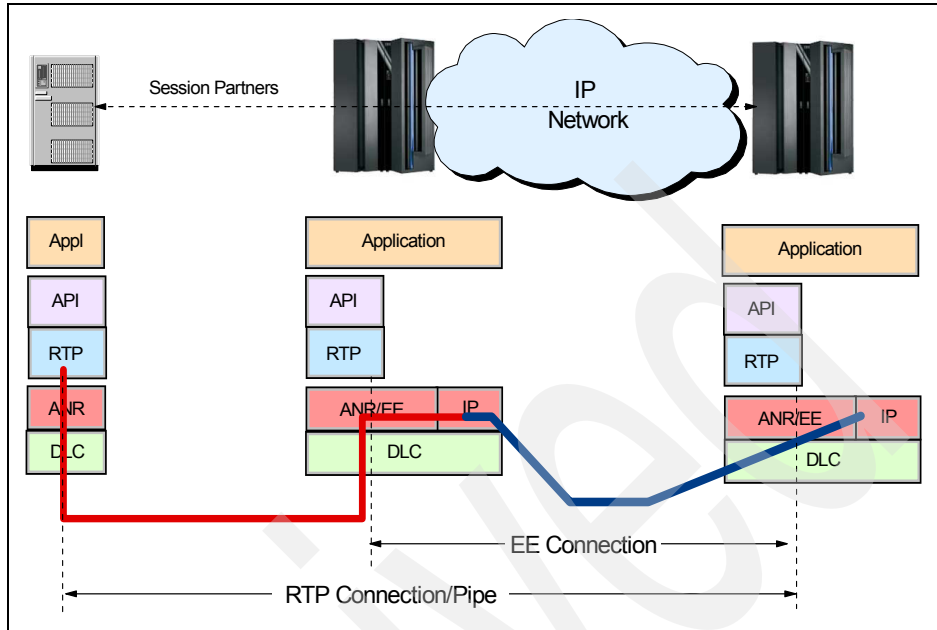 Session Partners
IP
Network
Appl
Application
Application
API
API
API
RTP
RTP
RTP
ANR
ANR/EE
IP
ANR/EE
IP
DLC
DLC
DLC
EE Connection
RTP Connection/Pipe